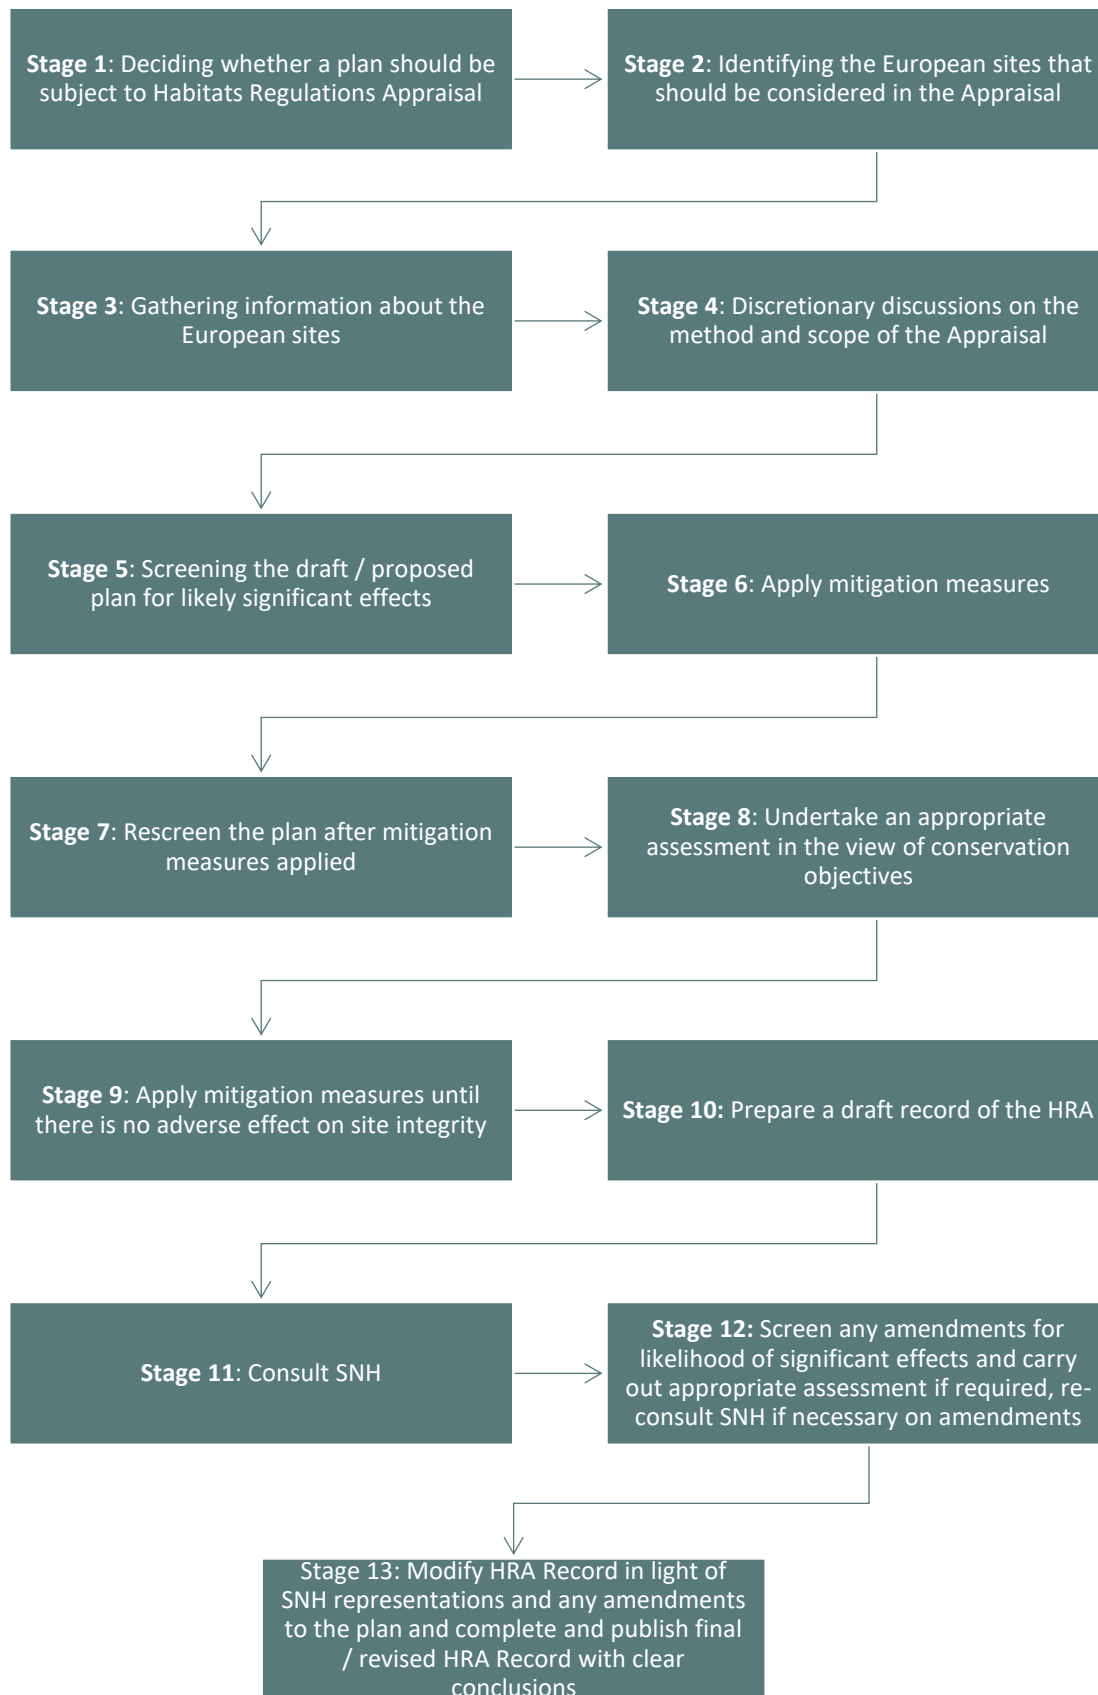 Stage 1: Deciding whether a plan should be
subject to Habitats Regulations Appraisal
Stage 2: Identifying the European sites that
should be considered in the Appraisal
Stage 3: Gathering information about the
European sites
Stage 4: Discretionary discussions on the
method and scope of the Appraisal
Stage 5: Screening the draft / proposed
plan for likely significant effects
Stage 6: Apply mitigation measures
Stage 7: Rescreen the plan after mitigation
measures applied
Stage 8: Undertake an appropriate
assessment in the view of conservation
objectives
Stage 9: Apply mitigation measures until
there is no adverse effect on site integrity
Stage 10: Prepare a draft record of the HRA
Stage 11: Consult SNH
Stage 12: Screen any amendments for
likelihood of significant effects and carry
out appropriate assessment if required, re-
consult SNH if necessary on amendments
Stage 13: Modify HRA Record in light of
SNH representations and any amendments
to the plan and complete and publish final
/ revised HRA Record with clear
conclusions